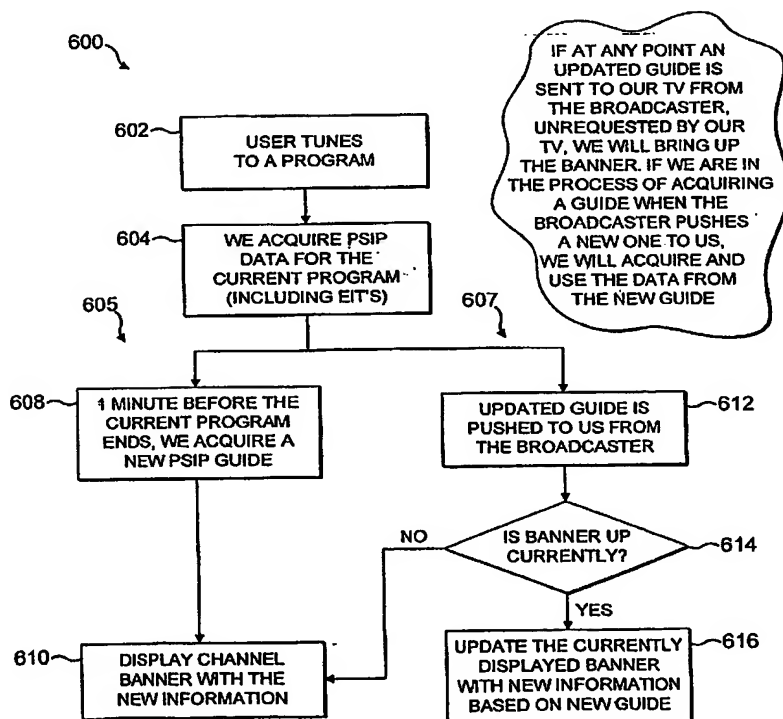 600
602
USER TUNES
TO A PROGRAM
604
WE ACQUIRE PSIP
DATA FOR THE
CURRENT PROGRAM
(INCLUDING EIT'S)
IF AT ANY POINT AN
UPDATED GUIDE IS
SENT TO OUR TV FROM
THE BROADCASTER,
UNREQUESTED BY OUR
TV, WE WILL BRING UP
THE BANNER. IF WE ARE IN
THE PROCESS OF ACQUIRING
A GUIDE WHEN THE
BROADCASTER PUSHES
A NEW ONE TO US,
WE WILL ACQUIRE AND
USE THE DATA FROM
THE NEW GUIDE
605
607
608
1 MINUTE BEFORE THE
CURRENT PROGRAM
ENDS, WE ACQUIRE A
NEW PSIP GUIDE
UPDATED GUIDE IS
PUSHED TO US FROM
THE BROADCASTER
612
NO
IS BANNER UP
CURRENTLY?
614
YES
610
DISPLAY CHANNEL
BANNER WITH THE
NEW INFORMATION
UPDATE THE CURRENTLY
DISPLAYED BANNER
WITH NEW INFORMATION
BASED ON NEW GUIDE
616